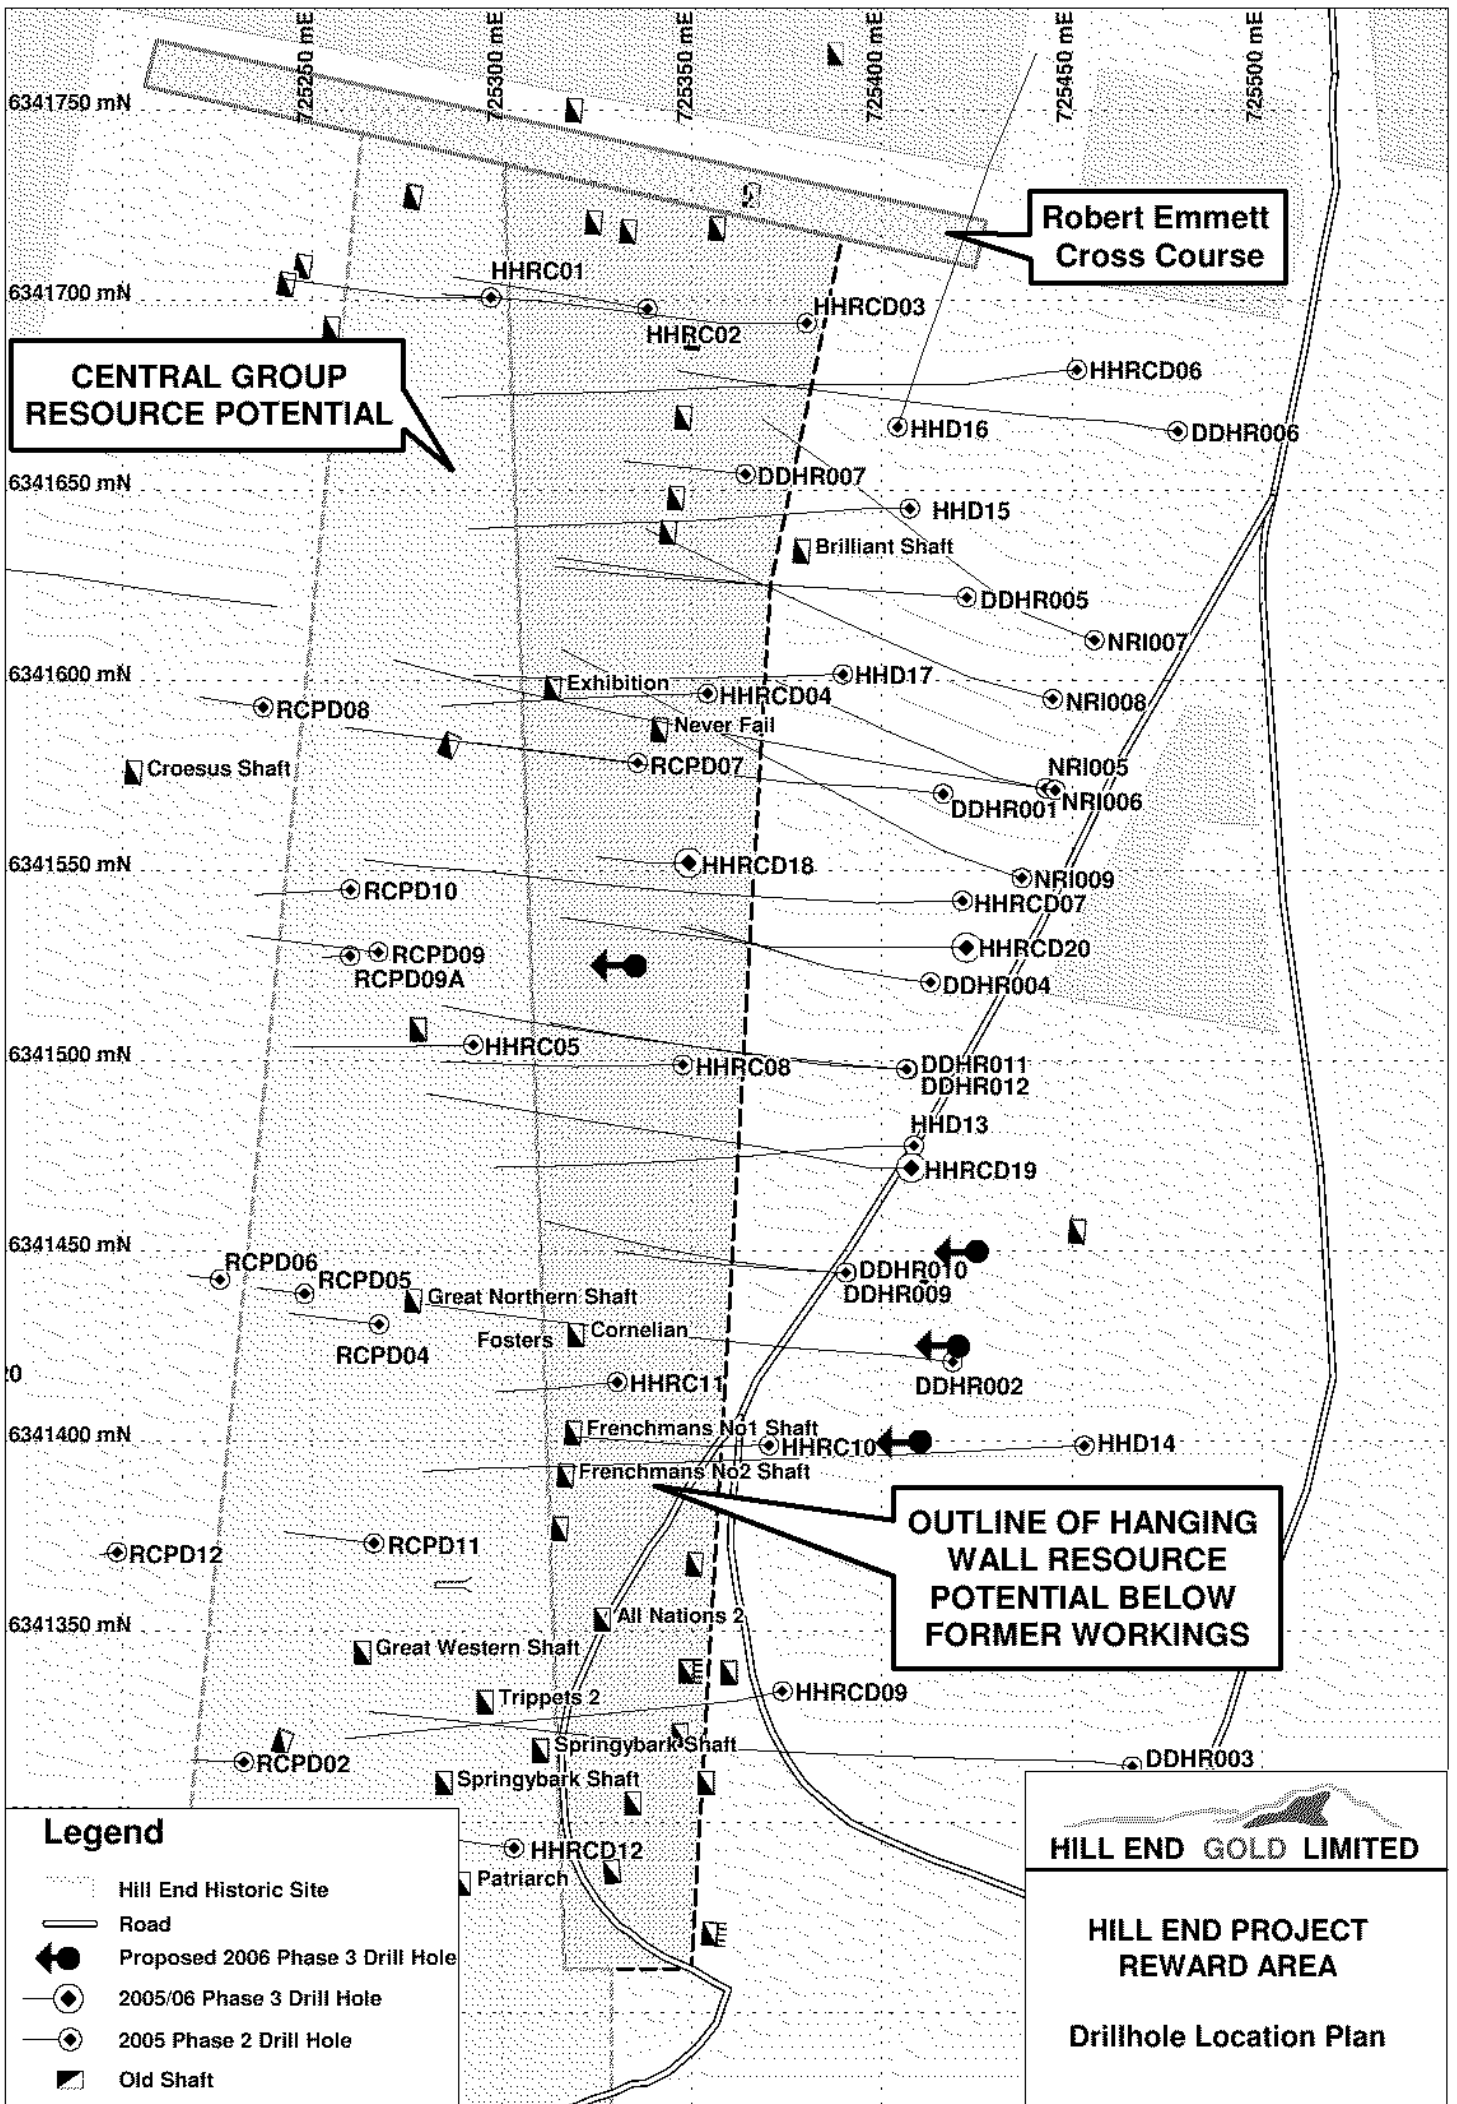 725250 mE
725300 mE
725350 mE
725400 mE
725450 mE
725500 mE
6341750 mN
Robert Emmett
Cross Course
HHRC01
6341700 mN
HHRCD03
HHRC02
CENTRAL GROUP
RESOURCE POTENTIAL
HHRCD06
HHD16
DDHR006
DDHR007
6341650 mN
HHD15
Brilliant Shaft
DDHR005
NRI007
6341600 mN
HHD17
Exhibition
HHRCD04
NRI008
RCPD08
Never Fail
Croesus Shaft
RCPD07
NRI005
DDHR001
NRI006
6341550 mN
HHRCD18
NRI009
RCPD10
HHRCD07
RCPD09
HHRCD20
RCPD09A
DDHR004
6341500 mN
HHRC05
HHRC08
DDHR011
DDHR012
HHD13
HHRCD19
6341450 mN
RCPD06
RCPD05
DDHR010
DDHR009
Great Northern Shaft
Fosters
Cornelian
RCPD04
20
HHRC11
DDHR002
6341400 mN
Frenchmans No1 Shaft
HHRC10
HHD14
Frenchmans No2 Shaft
OUTLINE OF HANGING
WALL RESOURCE
POTENTIAL BELOW
FORMER WORKINGS
RCPD12
RCPD11
6341350 mN
All Nations 2
Great Western Shaft
Trippets 2
HHRCD09
Springybark Shaft
RCPD02
DDHR003
Springybark Shaft
HHRCD12
Patriarch
Legend
Hill End Historic Site
Road
Proposed 2006 Phase 3 Drill Hole
2005/06 Phase 3 Drill Hole
2005 Phase 2 Drill Hole
Old Shaft
HILL END GOLD LIMITED
HILL END PROJECT
REWARD AREA
Drillhole Location Plan